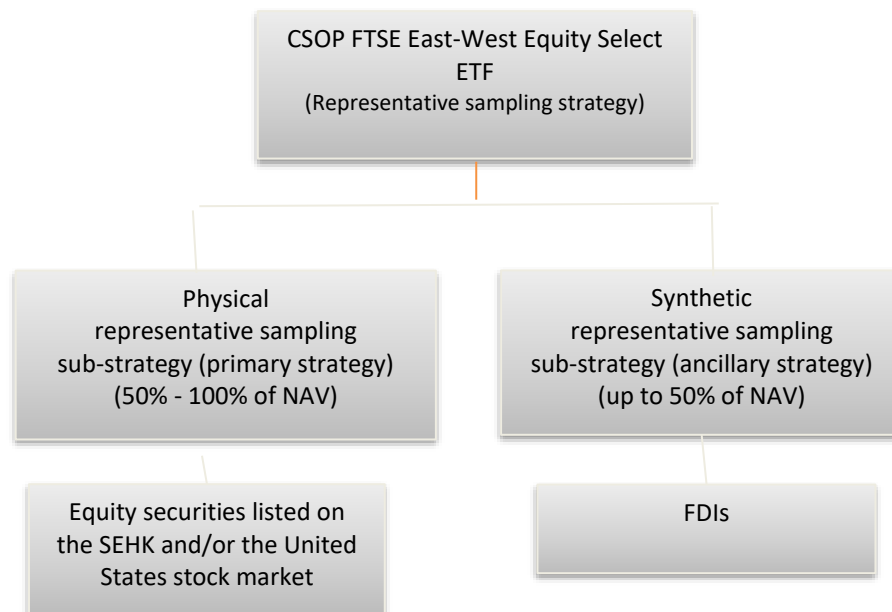 CSOP FTSE East-West Equity Select
ETF
(Representative sampling strategy)
Physical
representative sampling
sub-strategy (primary strategy)
(50% - 100% of NAV)
Synthetic
representative sampling
sub-strategy (ancillary strategy)
(up to 50% of NAV)
Equity securities listed on
the SEHK and/or the United
States stock market
FDIs